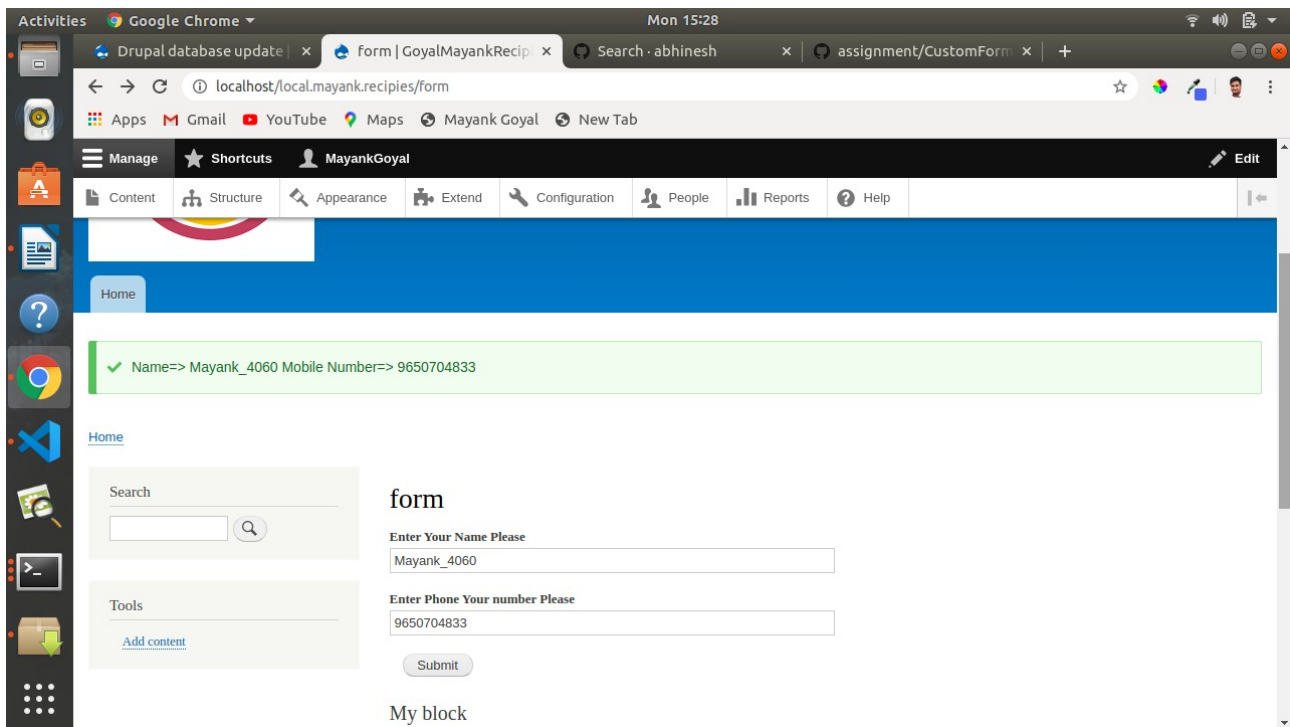 Activities Google Chrome Mon 15:28
Drupal database update | form | GoyalMayankRecip Search · abhinesh assignment/CustomForm
localhost/local.mayank.recipies/form
Apps Gmail YouTube Maps Mayank Goyal New Tab
Manage Shortcuts MayankGoyal Edit
Content Structure Appearance Extend Configuration People Reports Help
Home
Name=> Mayank_4060 Mobile Number=> 9650704833
Home
Search
form
Enter Your Name Please
Mayank_4060
Enter Phone Your number Please
9650704833
Tools
Add content
Submit
My block